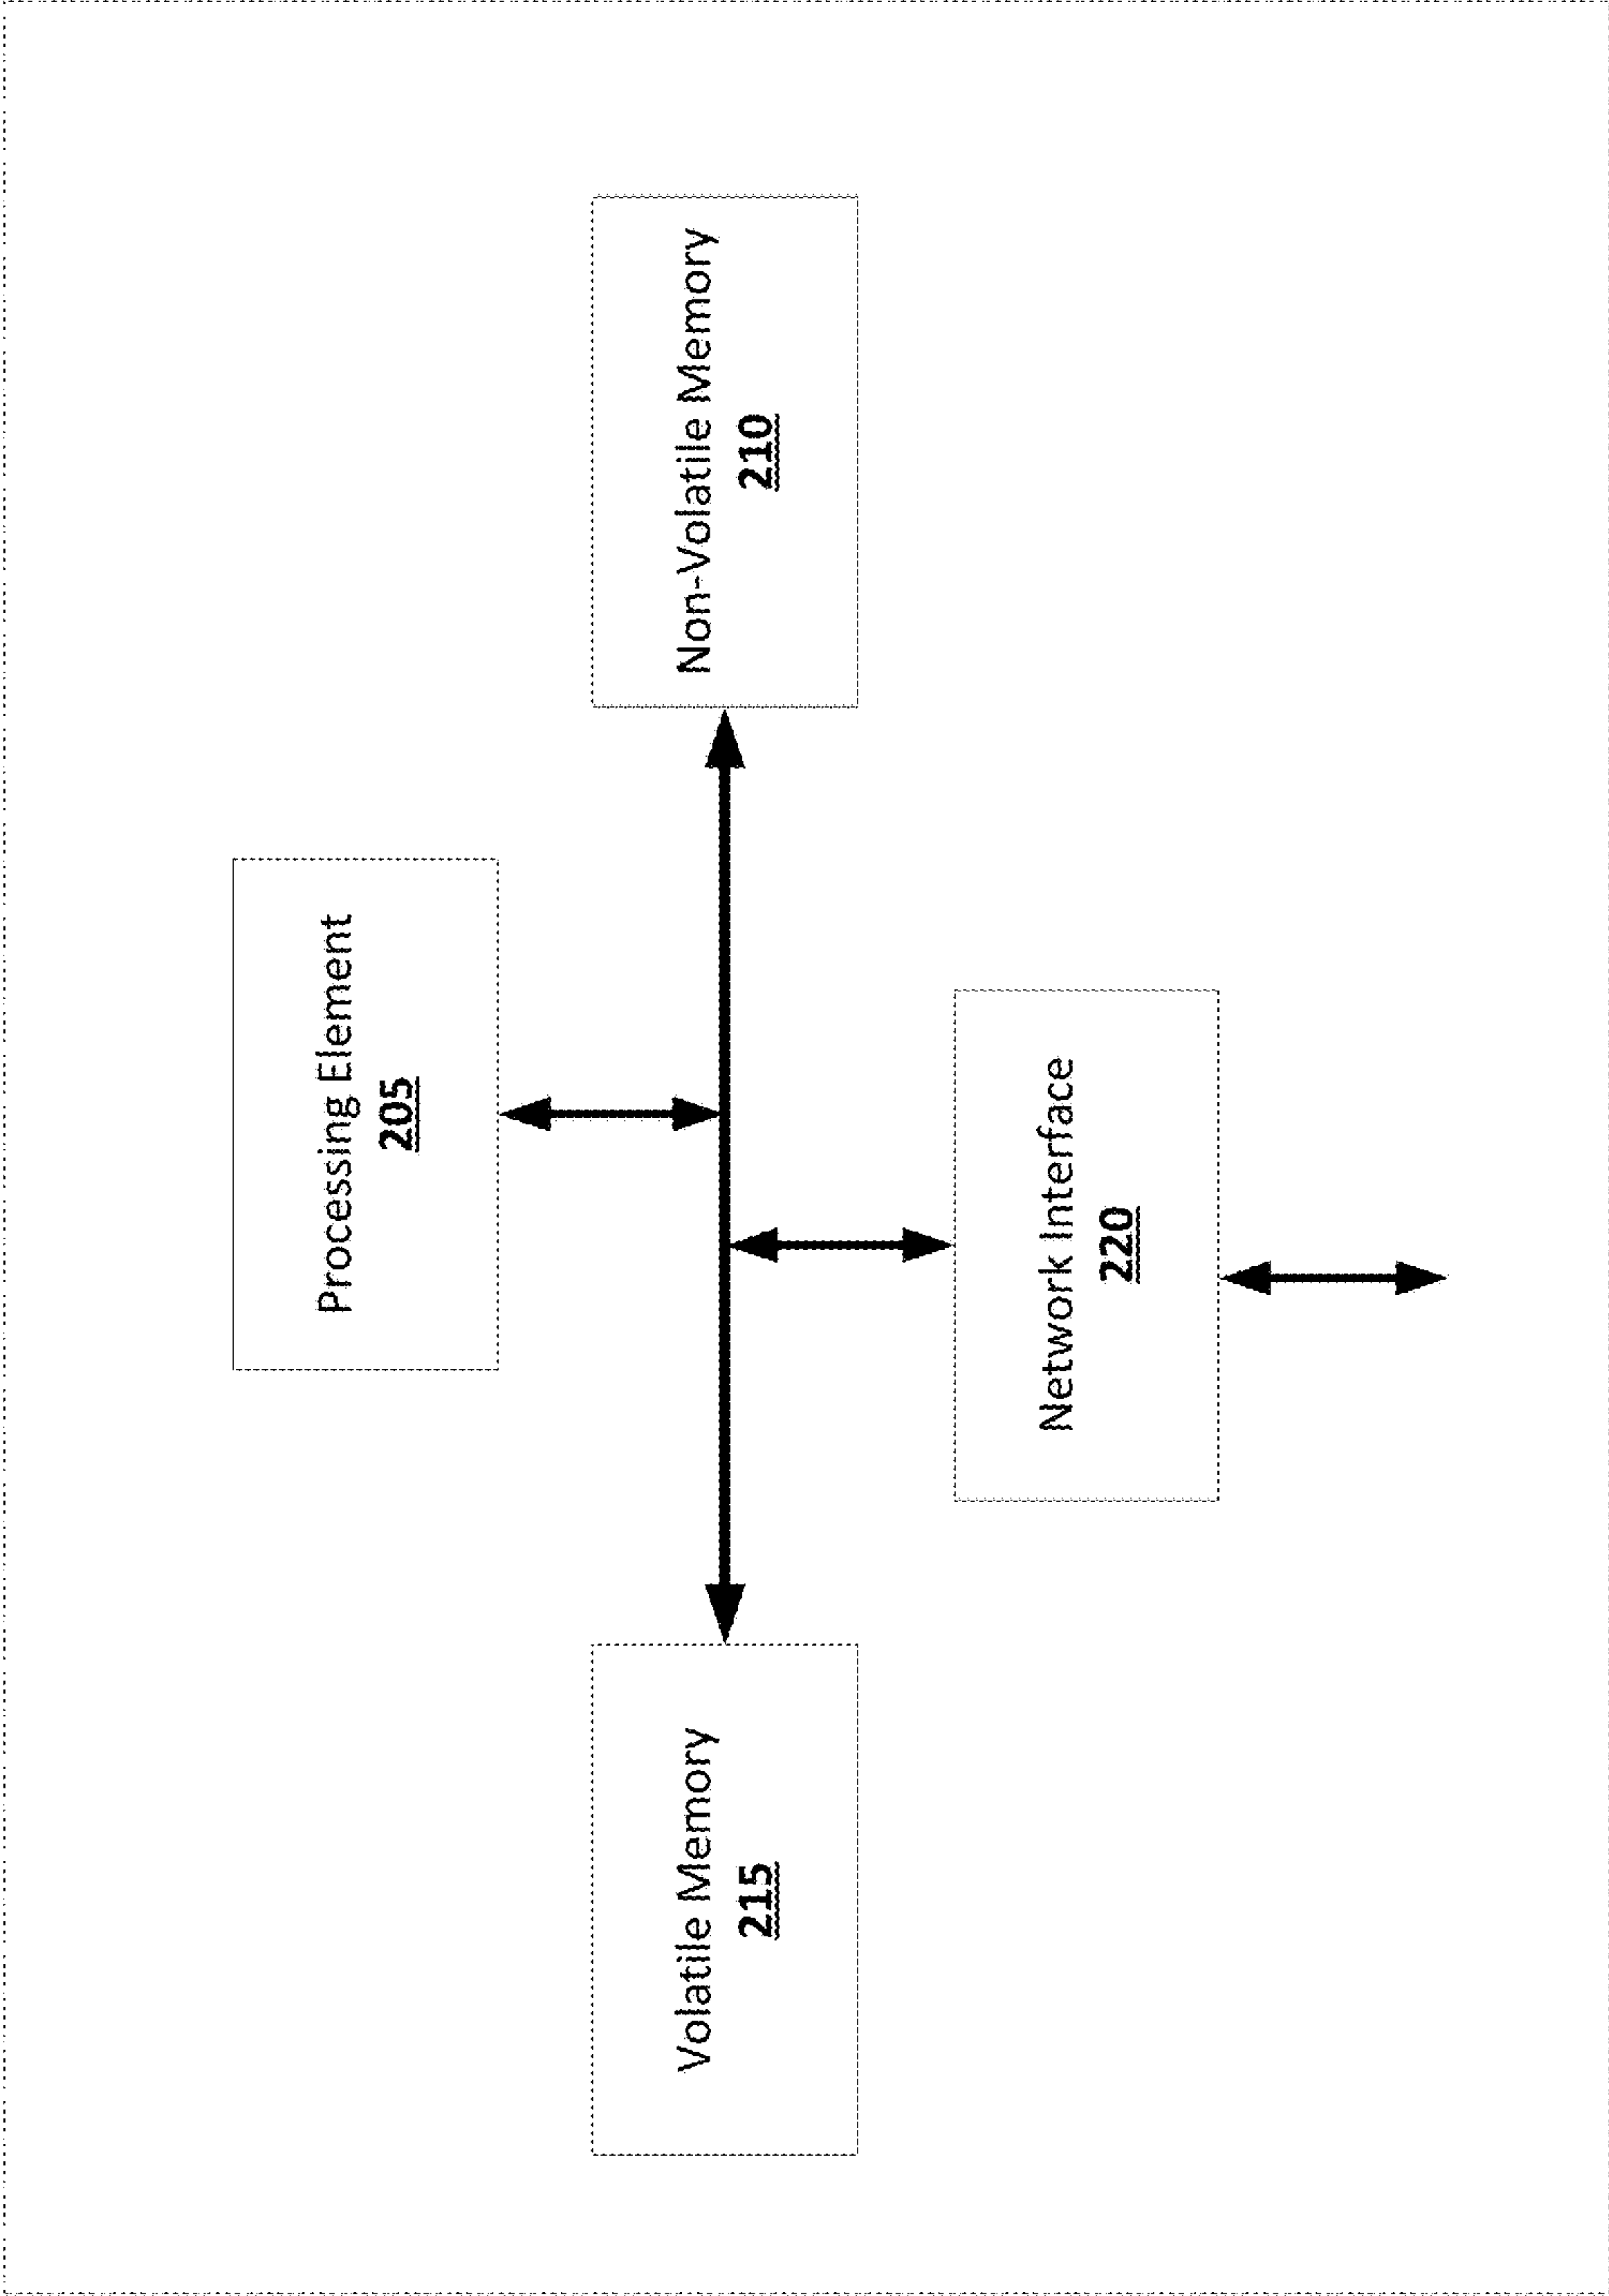 Processing Element
205
Volatile Memory
215
Non-Volatile Memory
210
Network Interface
220